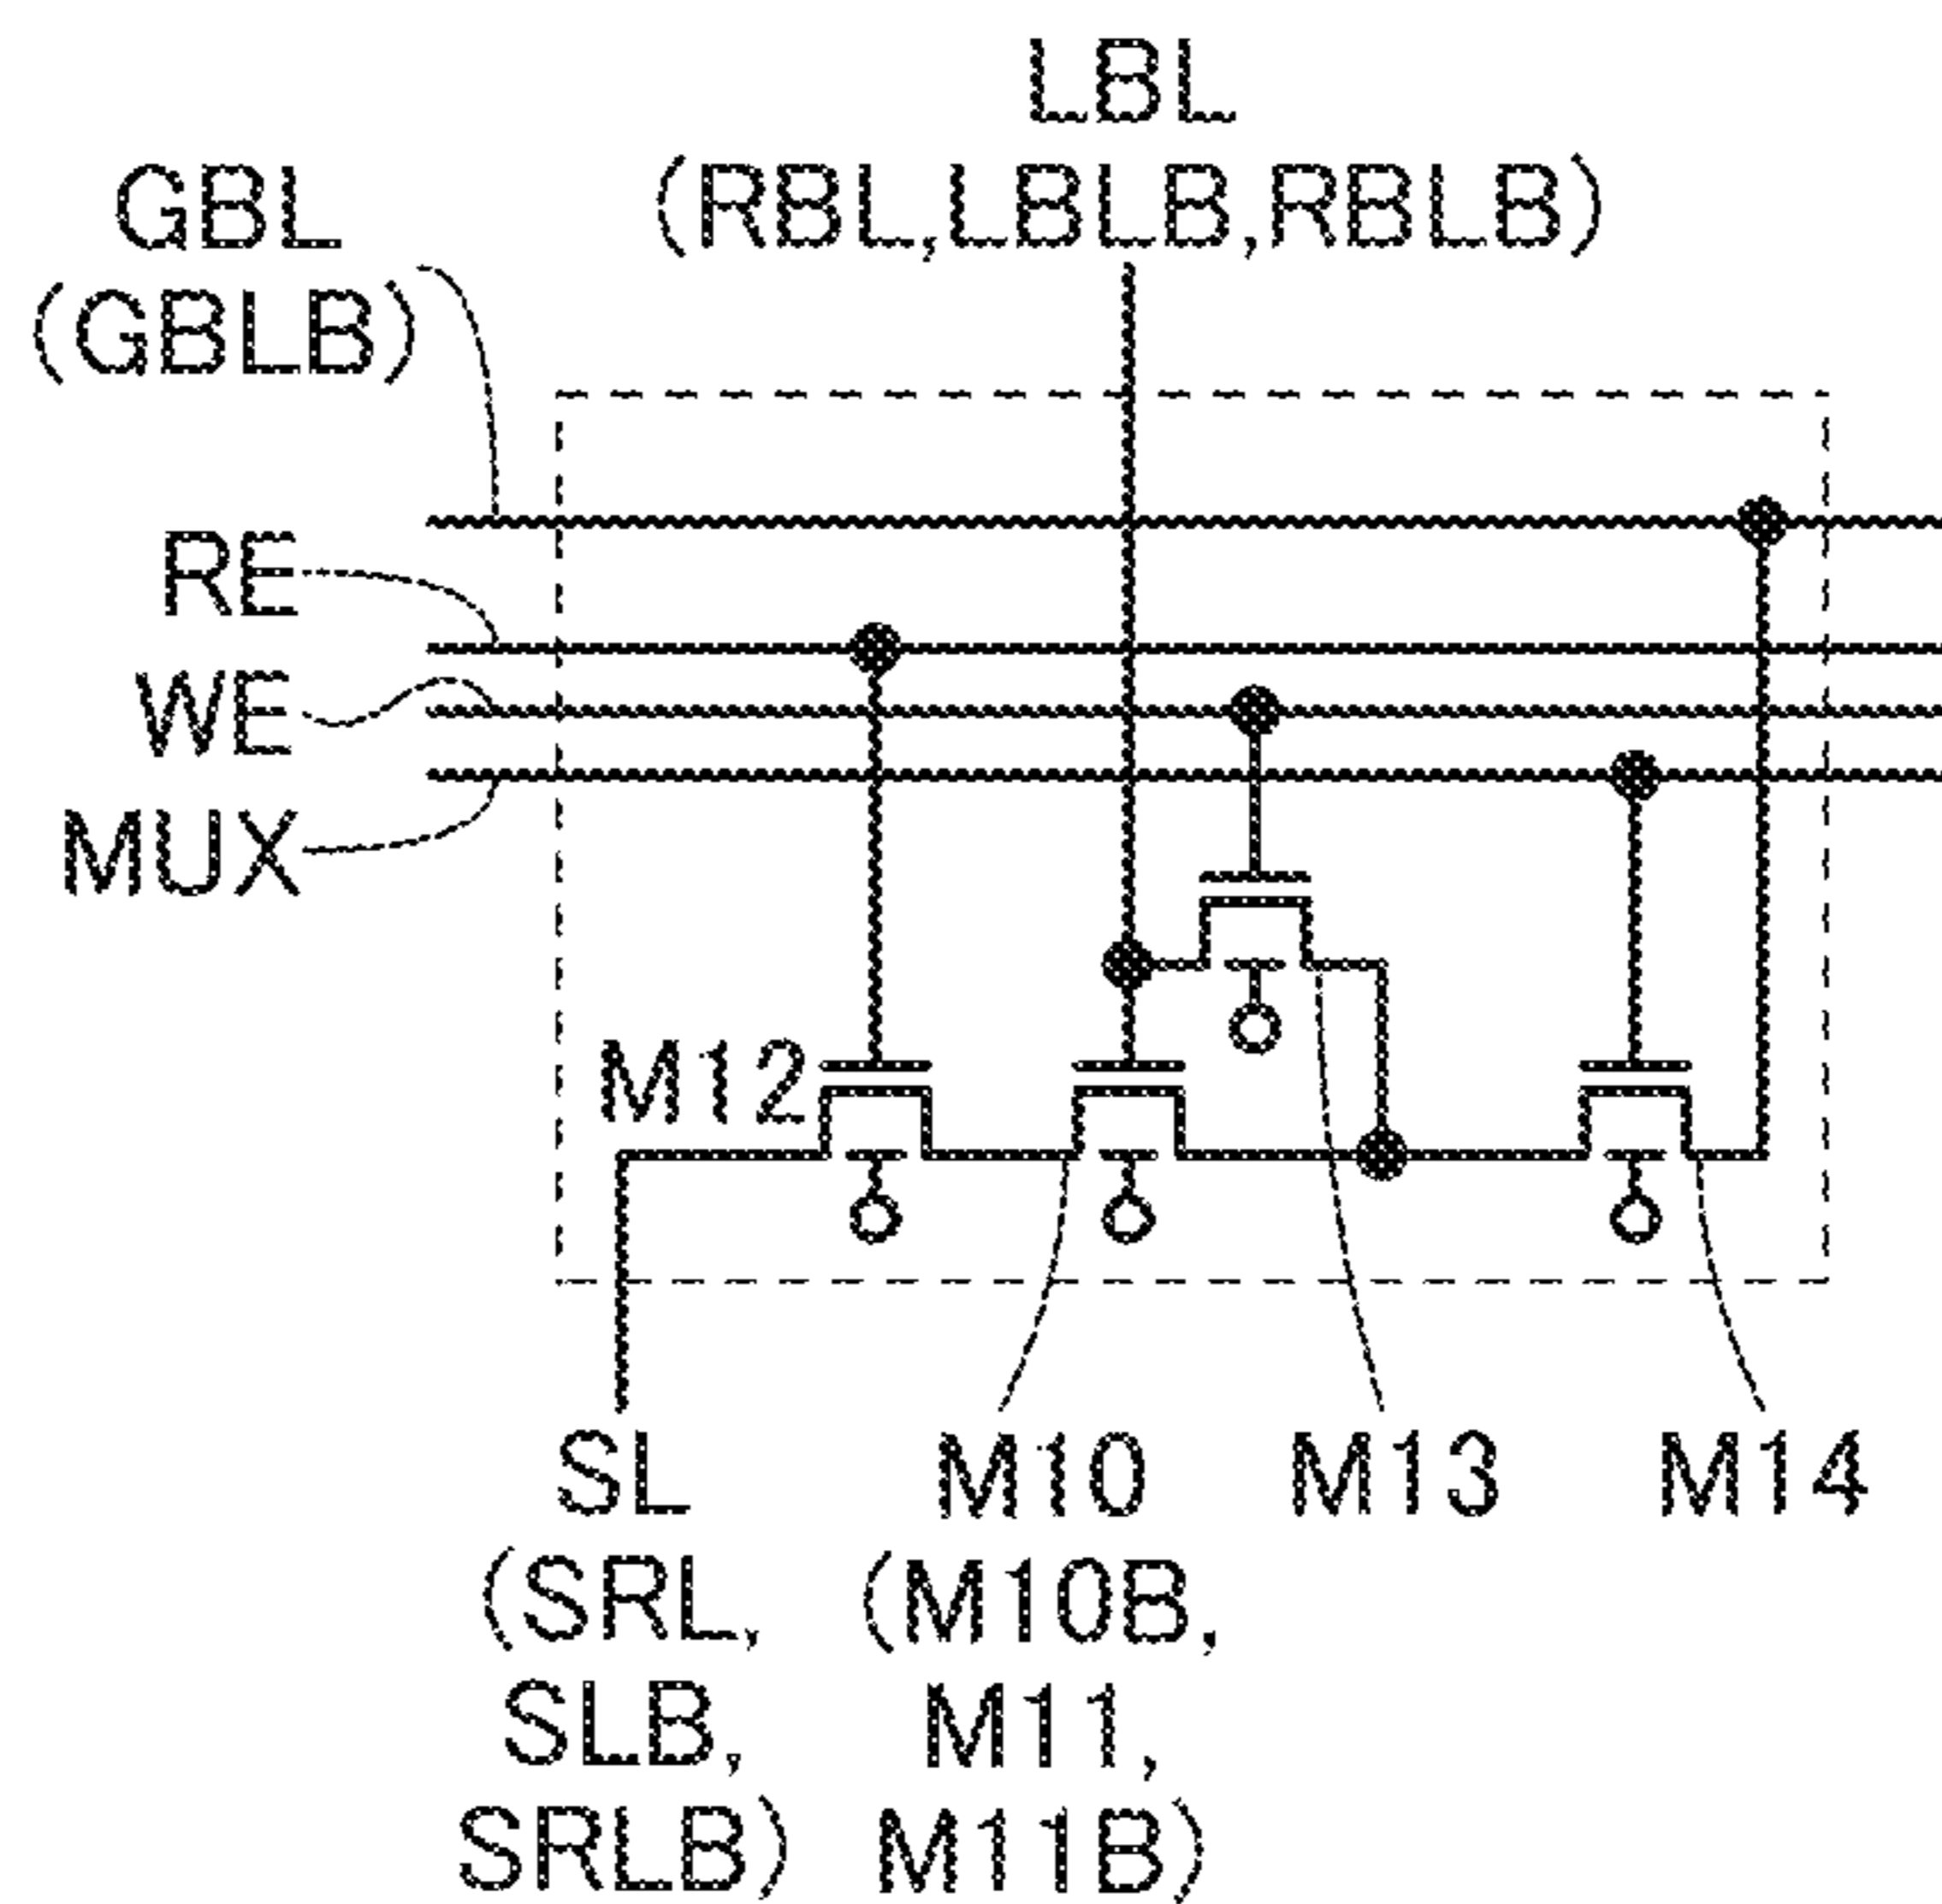 LBL
(RBL,LBLB,RBLB)
GBL
(GBLB)
RE
WE
MUX
M12
SL
(SRL,
SLB,
SRLB)
M10
(M10B,
M11,
M11B)
M13
M14